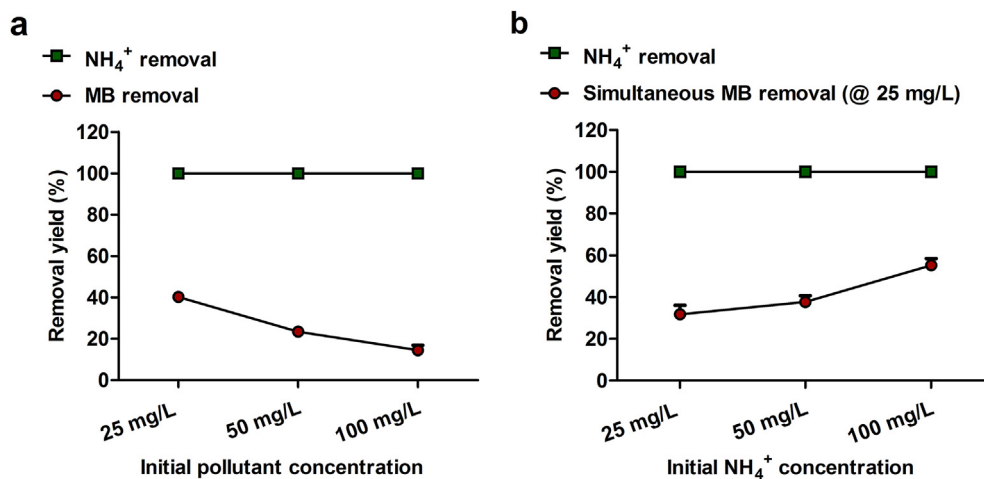 a
NH4+ removal
MB removal
Removal yield (%)
120
100
80
60
40
20
0
25 mg/L
50 mg/L
100 mg/L
Initial pollutant concentration
b
NH4+ removal
Simultaneous MB removal (@ 25 mg/L)
Removal yield (%)
120
100
80
60
40
20
0
25 mg/L
50 mg/L
100 mg/L
Initial NH4+ concentration